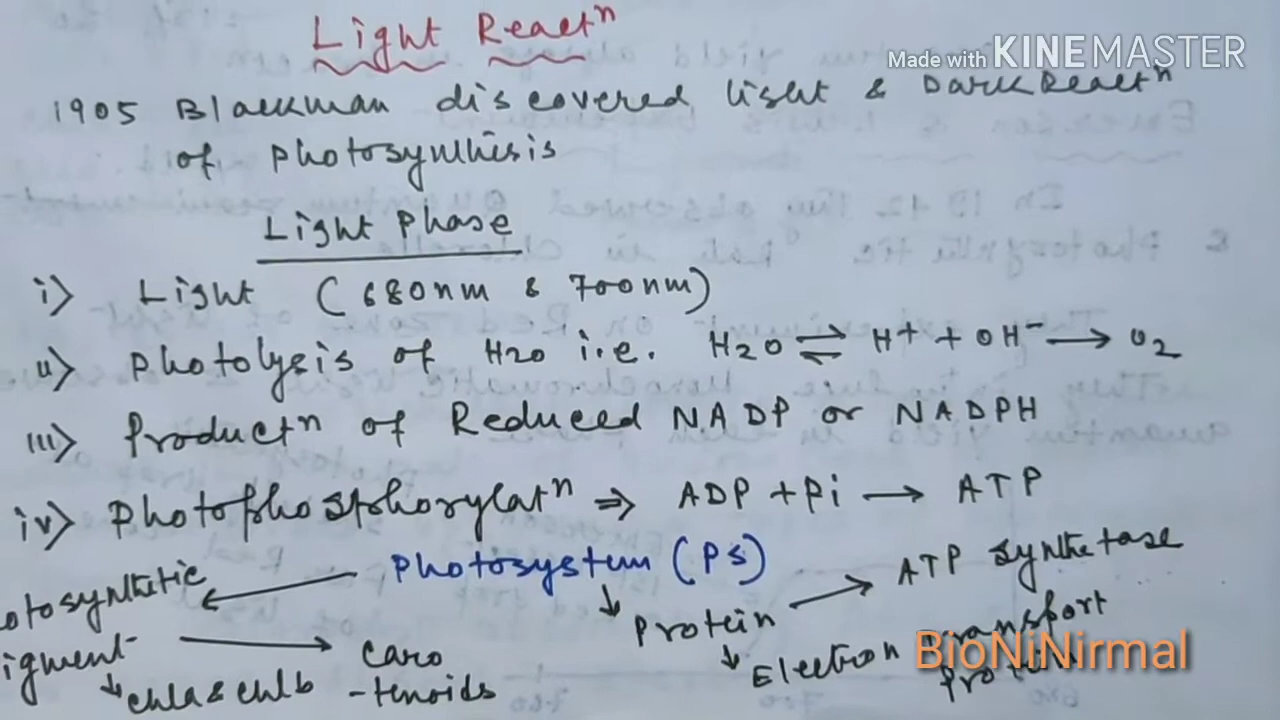 Light Reactⁿ
Made with KINEMASTER
1905 Blackman discovered light & Dark Reactⁿ
of Photosynthesis
Light Phase
i) Light (680nm & 700nm)
ii) Photolysis of H2O i.e. H2O ⇌ H+ + OH- → O2
iii) Productⁿ of Reduced NADP or NADPH
iv) Photophosphorylatⁿ ⇒ ADP + Pi → ATP
Photosystem (PS)
otosynthetic
igment
chla & chlb
caro
-tenoids
Protein
ATP synthetase
Electron transport
protein
BioNiNirmal